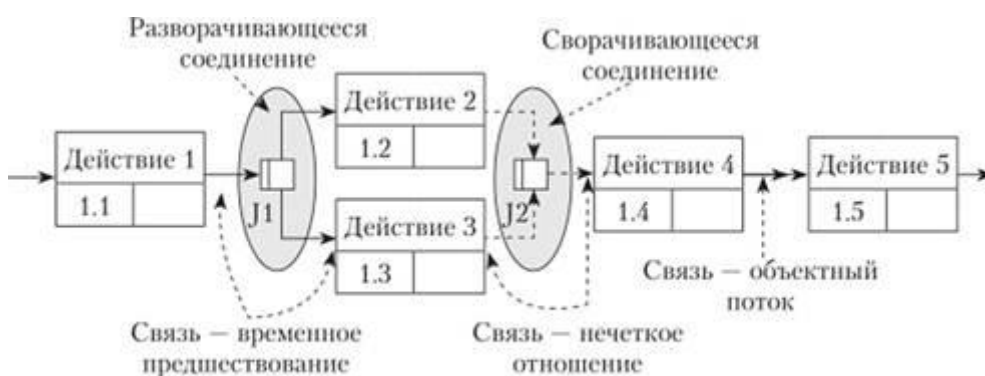 Разворачивающееся
соединение
Сворачивающееся
соединение
Действие 1
1.1
J1
Действие 2
1.2
Действие 3
1.3
J2
Действие 4
1.4
Действие 5
1.5
Связь — временное
предшествование
Связь — нечеткое
отношение
Связь — объектный
поток